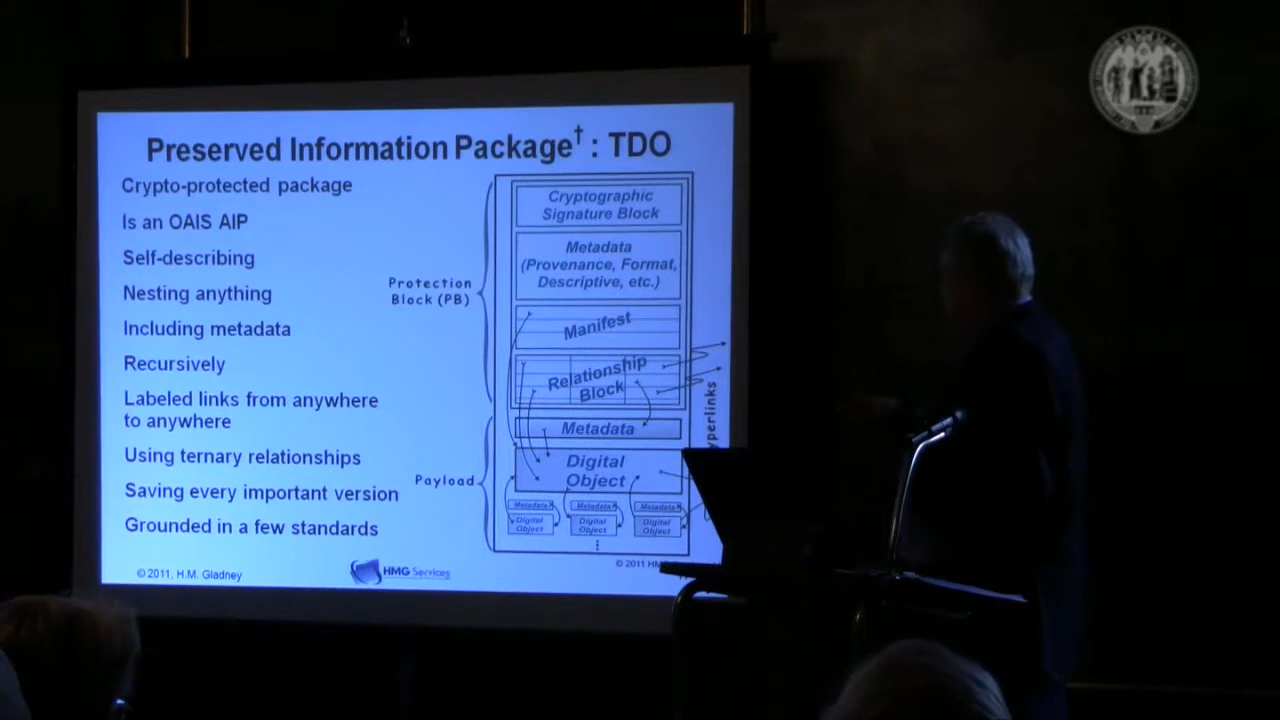 Preserved Information Package† : TDO
Crypto-protected package
Is an OAIS AIP
Self-describing
Nesting anything
Including metadata
Recursively
Labeled links from anywhere
to anywhere
Using ternary relationships
Saving every important version
Grounded in a few standards
Protection
Block (PB)
Payload
Cryptographic
Signature Block
Metadata
(Provenance, Format,
Descriptive, etc.)
Manifest
Relationship
Block
Metadata
Digital
Object
Metadata
Metadata
Metadata
Digital
Object
Digital
Object
Digital
Object
yperlinks
© 2011, H.M. Gladney
HMG Services
© 2011 HM